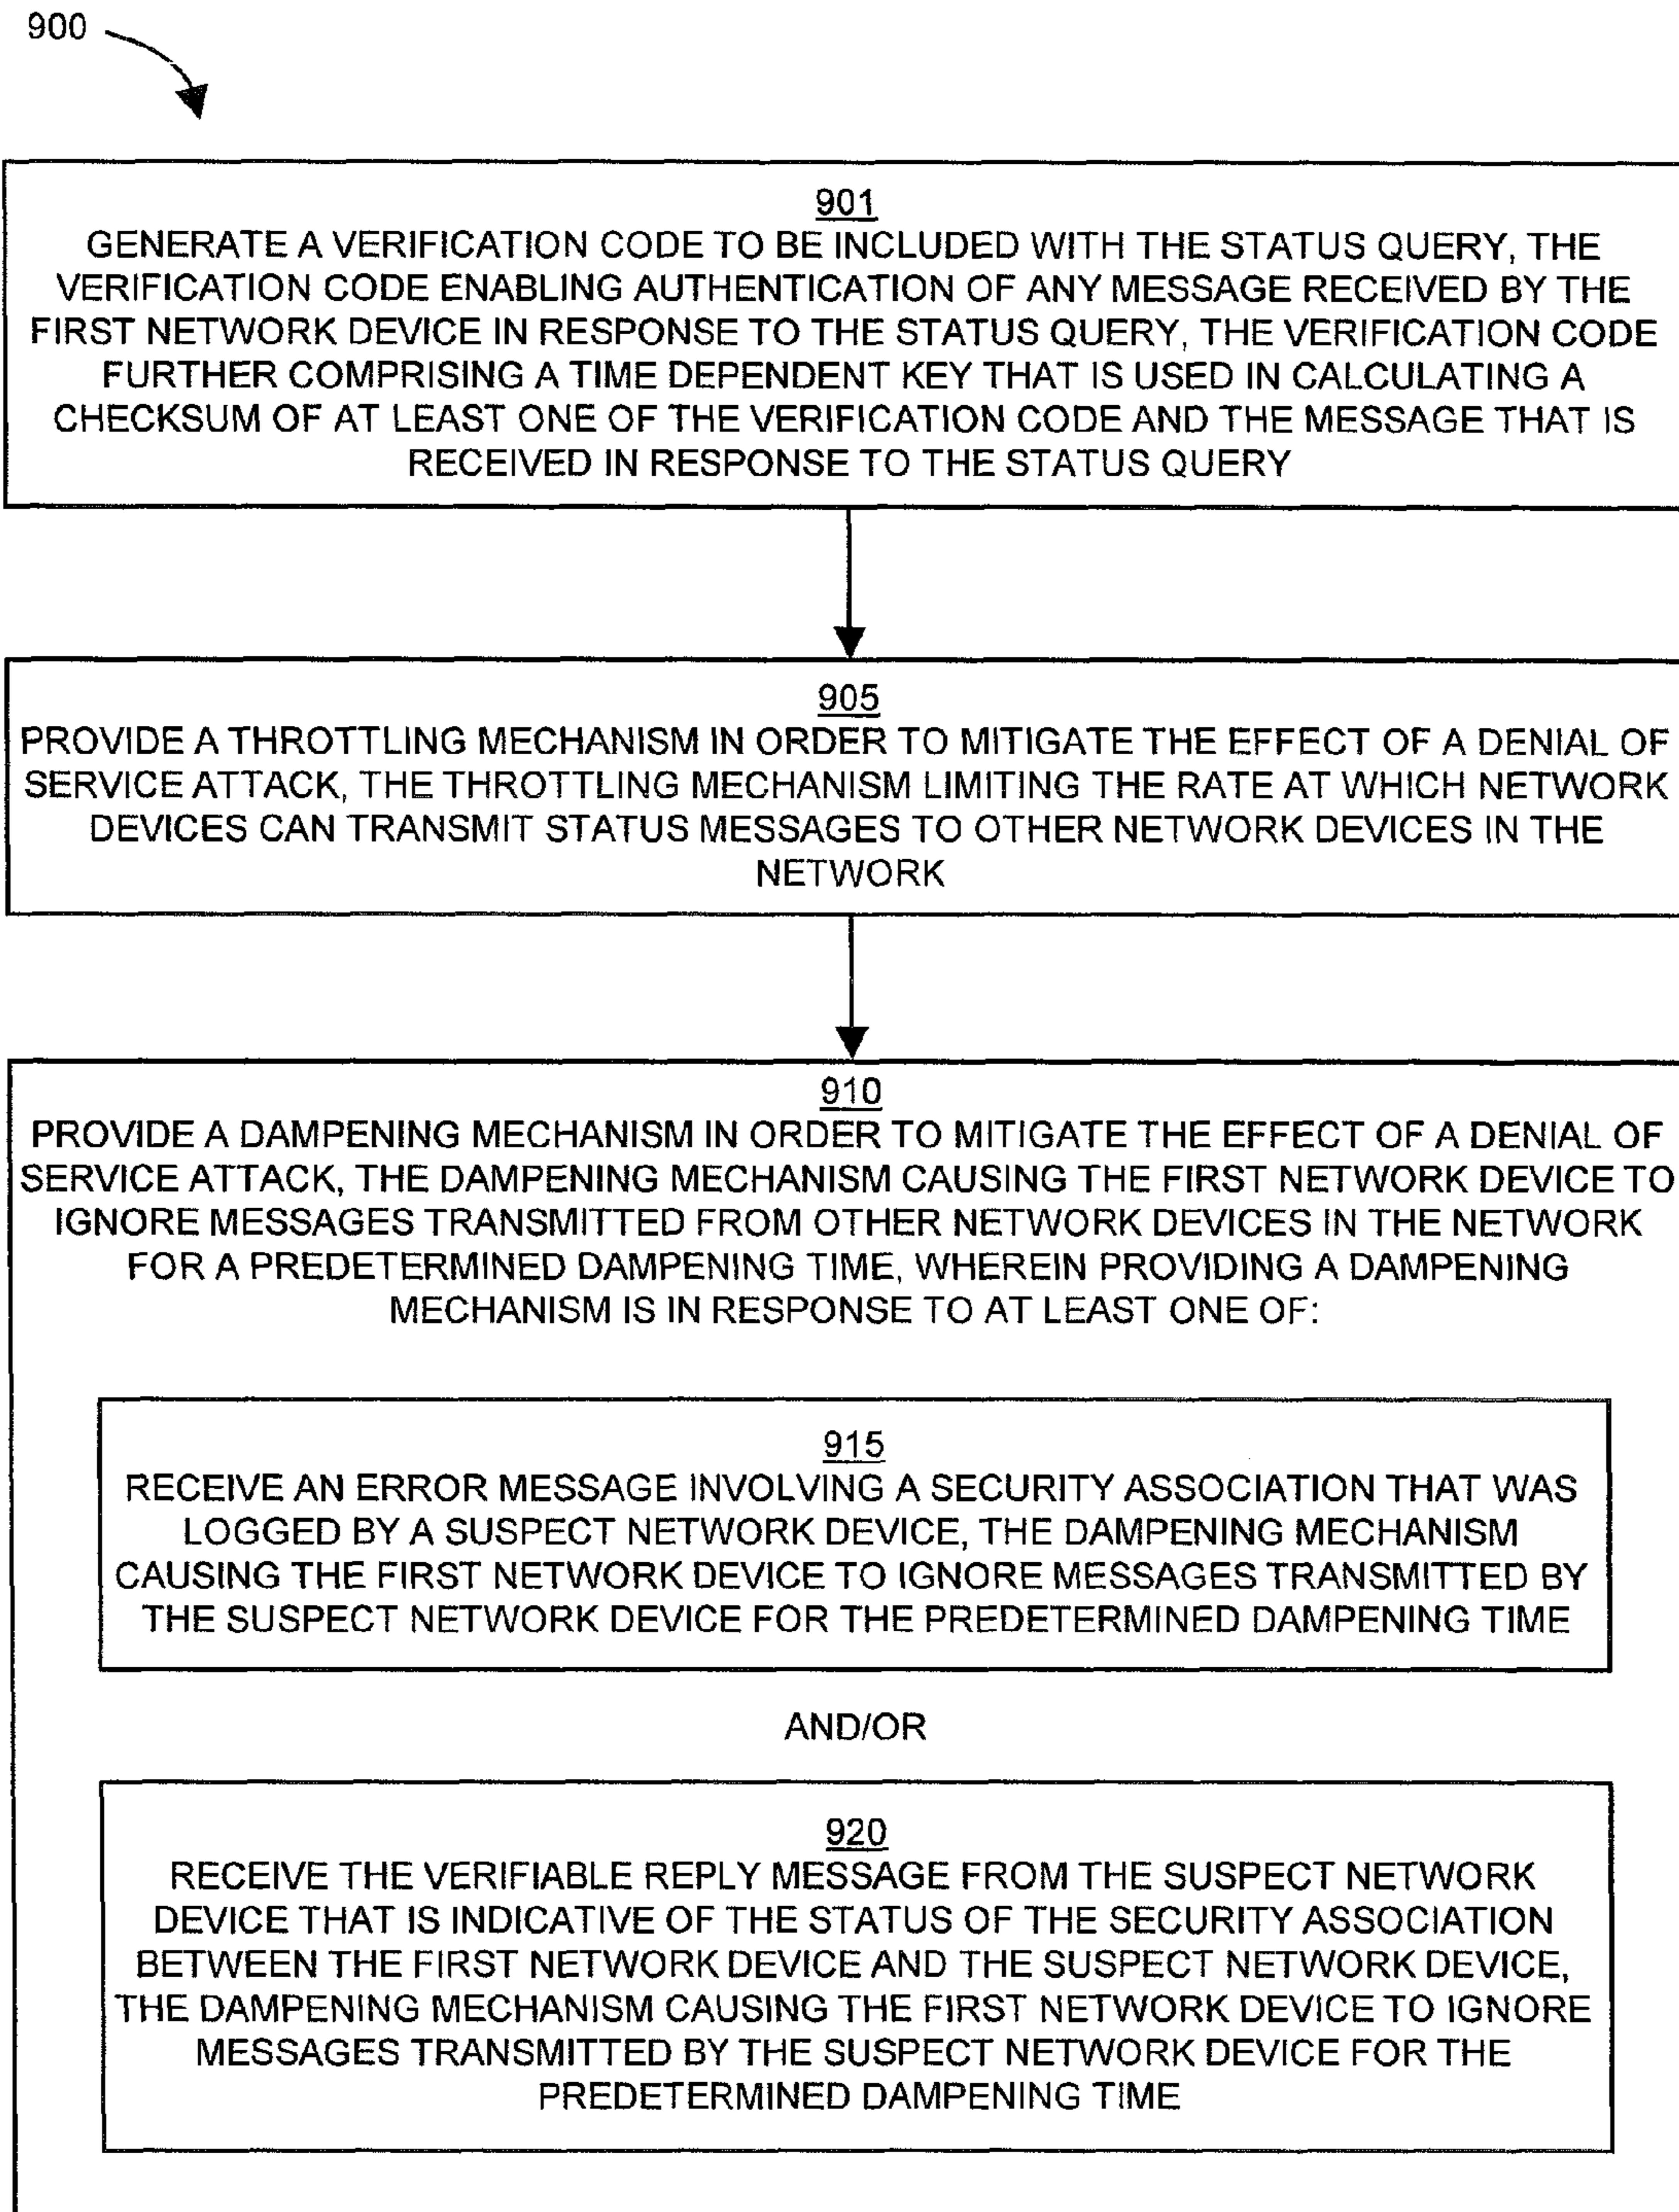 900
901
GENERATE A VERIFICATION CODE TO BE INCLUDED WITH THE STATUS QUERY, THE
VERIFICATION CODE ENABLING AUTHENTICATION OF ANY MESSAGE RECEIVED BY THE
FIRST NETWORK DEVICE IN RESPONSE TO THE STATUS QUERY, THE VERIFICATION CODE
FURTHER COMPRISING A TIME DEPENDENT KEY THAT IS USED IN CALCULATING A
CHECKSUM OF AT LEAST ONE OF THE VERIFICATION CODE AND THE MESSAGE THAT IS
RECEIVED IN RESPONSE TO THE STATUS QUERY
905
PROVIDE A THROTTLING MECHANISM IN ORDER TO MITIGATE THE EFFECT OF A DENIAL OF
SERVICE ATTACK, THE THROTTLING MECHANISM LIMITING THE RATE AT WHICH NETWORK
DEVICES CAN TRANSMIT STATUS MESSAGES TO OTHER NETWORK DEVICES IN THE
NETWORK
910
PROVIDE A DAMPENING MECHANISM IN ORDER TO MITIGATE THE EFFECT OF A DENIAL OF
SERVICE ATTACK, THE DAMPENING MECHANISM CAUSING THE FIRST NETWORK DEVICE TO
IGNORE MESSAGES TRANSMITTED FROM OTHER NETWORK DEVICES IN THE NETWORK
FOR A PREDETERMINED DAMPENING TIME, WHEREIN PROVIDING A DAMPENING
MECHANISM IS IN RESPONSE TO AT LEAST ONE OF:
915
RECEIVE AN ERROR MESSAGE INVOLVING A SECURITY ASSOCIATION THAT WAS
LOGGED BY A SUSPECT NETWORK DEVICE, THE DAMPENING MECHANISM
CAUSING THE FIRST NETWORK DEVICE TO IGNORE MESSAGES TRANSMITTED BY
THE SUSPECT NETWORK DEVICE FOR THE PREDETERMINED DAMPENING TIME
AND/OR
920
RECEIVE THE VERIFIABLE REPLY MESSAGE FROM THE SUSPECT NETWORK
DEVICE THAT IS INDICATIVE OF THE STATUS OF THE SECURITY ASSOCIATION
BETWEEN THE FIRST NETWORK DEVICE AND THE SUSPECT NETWORK DEVICE,
THE DAMPENING MECHANISM CAUSING THE FIRST NETWORK DEVICE TO IGNORE
MESSAGES TRANSMITTED BY THE SUSPECT NETWORK DEVICE FOR THE
PREDETERMINED DAMPENING TIME